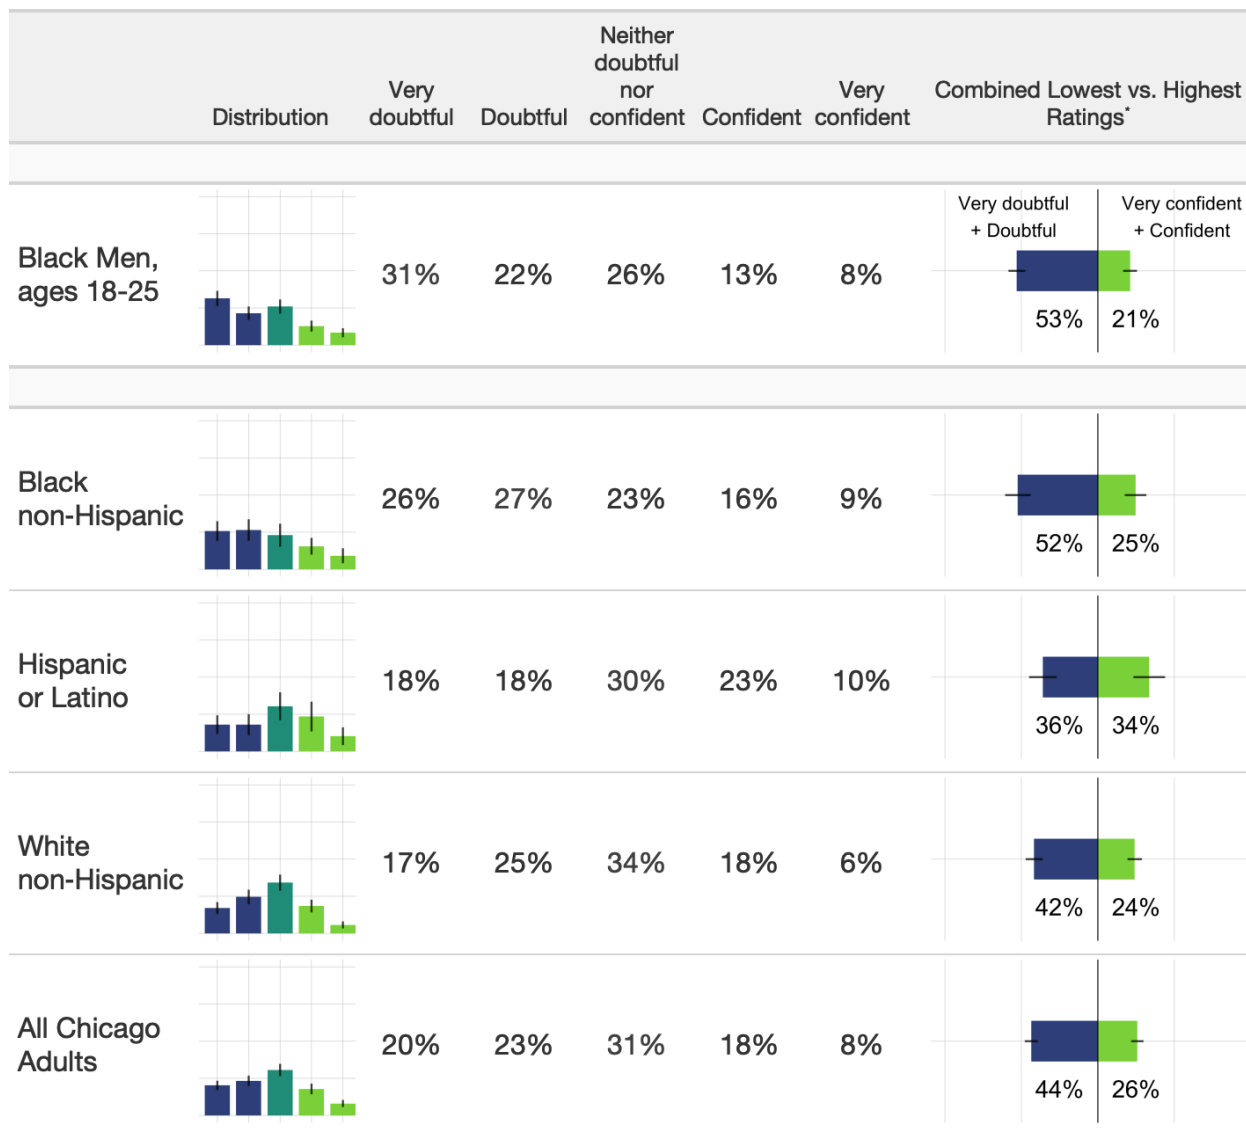 Distribution
Very
doubtful
Doubtful
Neither
doubtful
nor
confident
Confident
Very
confident
Combined Lowest vs. Highest
Ratings*
Black Men,
ages 18-25
31% 22% 26% 13% 8%
Very doubtful
+ Doubtful
Very confident
+ Confident
53% 21%
Black
non-Hispanic
26% 27% 23% 16% 9%
52% 25%
Hispanic
or Latino
18% 18% 30% 23% 10%
36% 34%
White
non-Hispanic
17% 25% 34% 18% 6%
42% 24%
All Chicago
Adults
20% 23% 31% 18% 8%
44% 26%